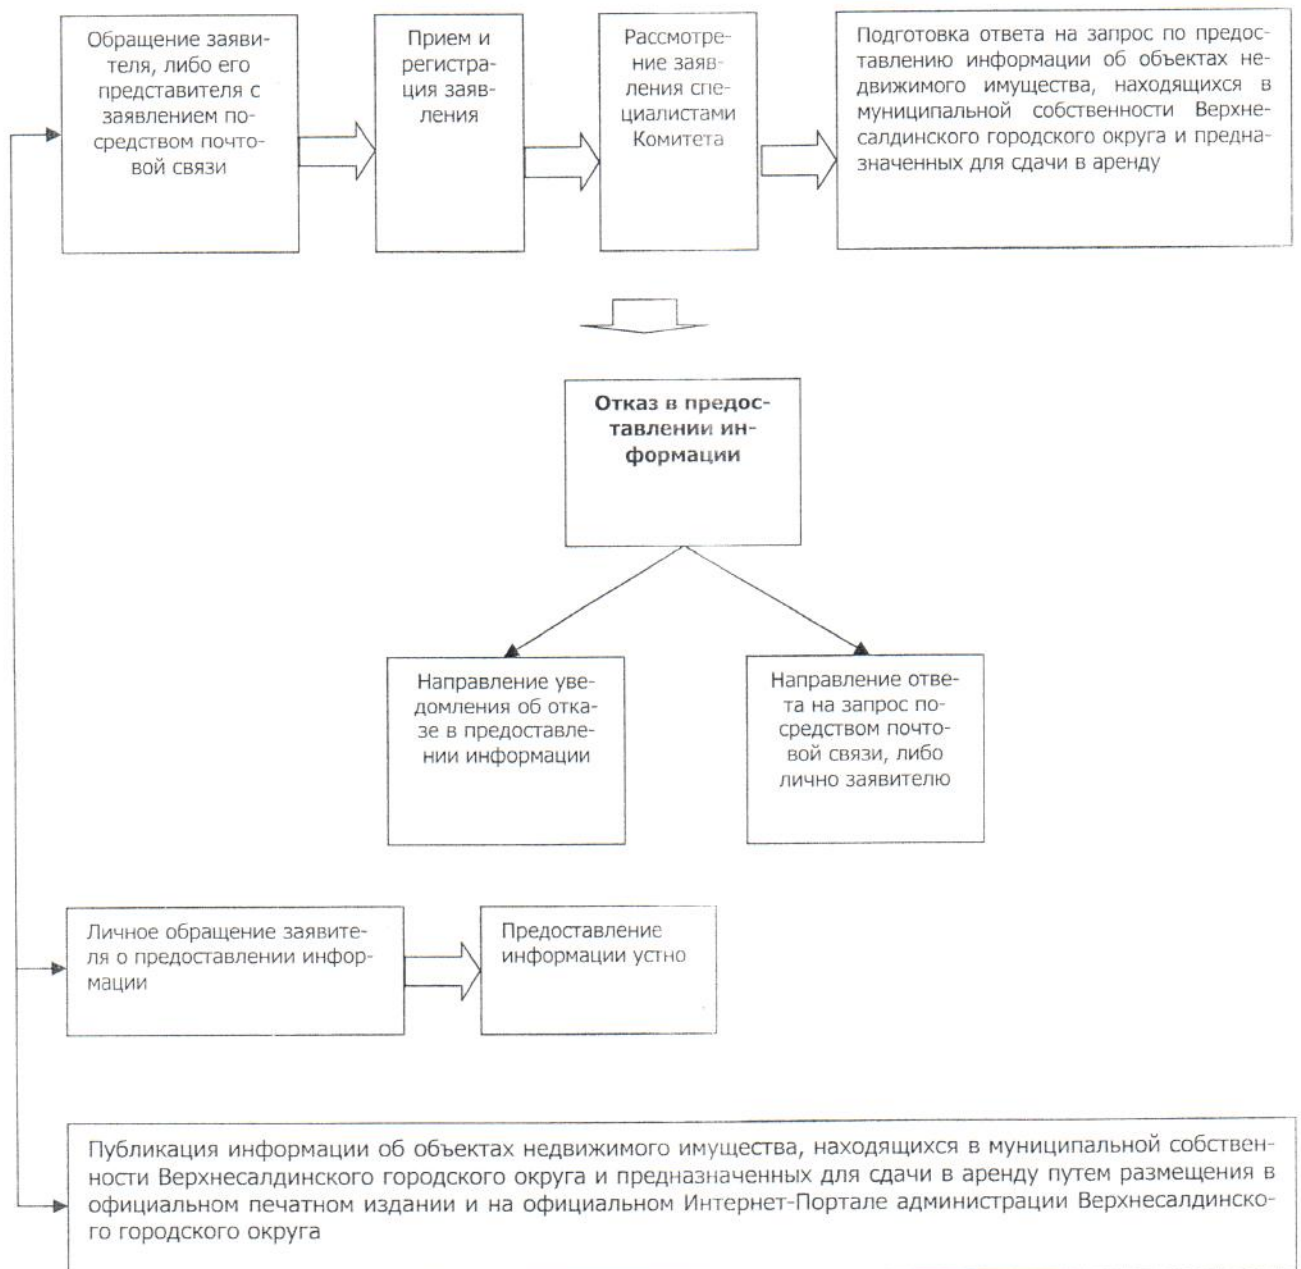 Обращение заяви-
теля, либо его
представителя с
заявлением по-
средством почто-
вой связи
Прием и
регистра-
ция заяв-
ления
Рассмотре-
ние заяв-
ления спе-
циалистами
Комитета
Подготовка ответа на запрос по предос-
тавлению информации об объектах не-
движимого имущества, находящихся в
муниципальной собственности Верхне-
салдинского городского округа и предна-
значенных для сдачи в аренду
Отказ в предос-
тавлении ин-
формации
Направление уве-
домления об отка-
зе в предоставле-
нии информации
Направление отве-
та на запрос по-
средством почто-
вой связи, либо
лично заявителю
Личное обращение заявите-
ля о предоставлении инфор-
мации
Предоставление
информации устно
Публикация информации об объектах недвижимого имущества, находящихся в муниципальной собствен-
ности Верхнесалдинского городского округа и предназначенных для сдачи в аренду путем размещения в
официальном печатном издании и на официальном Интернет-Портале администрации Верхнесалдинско-
го городского округа